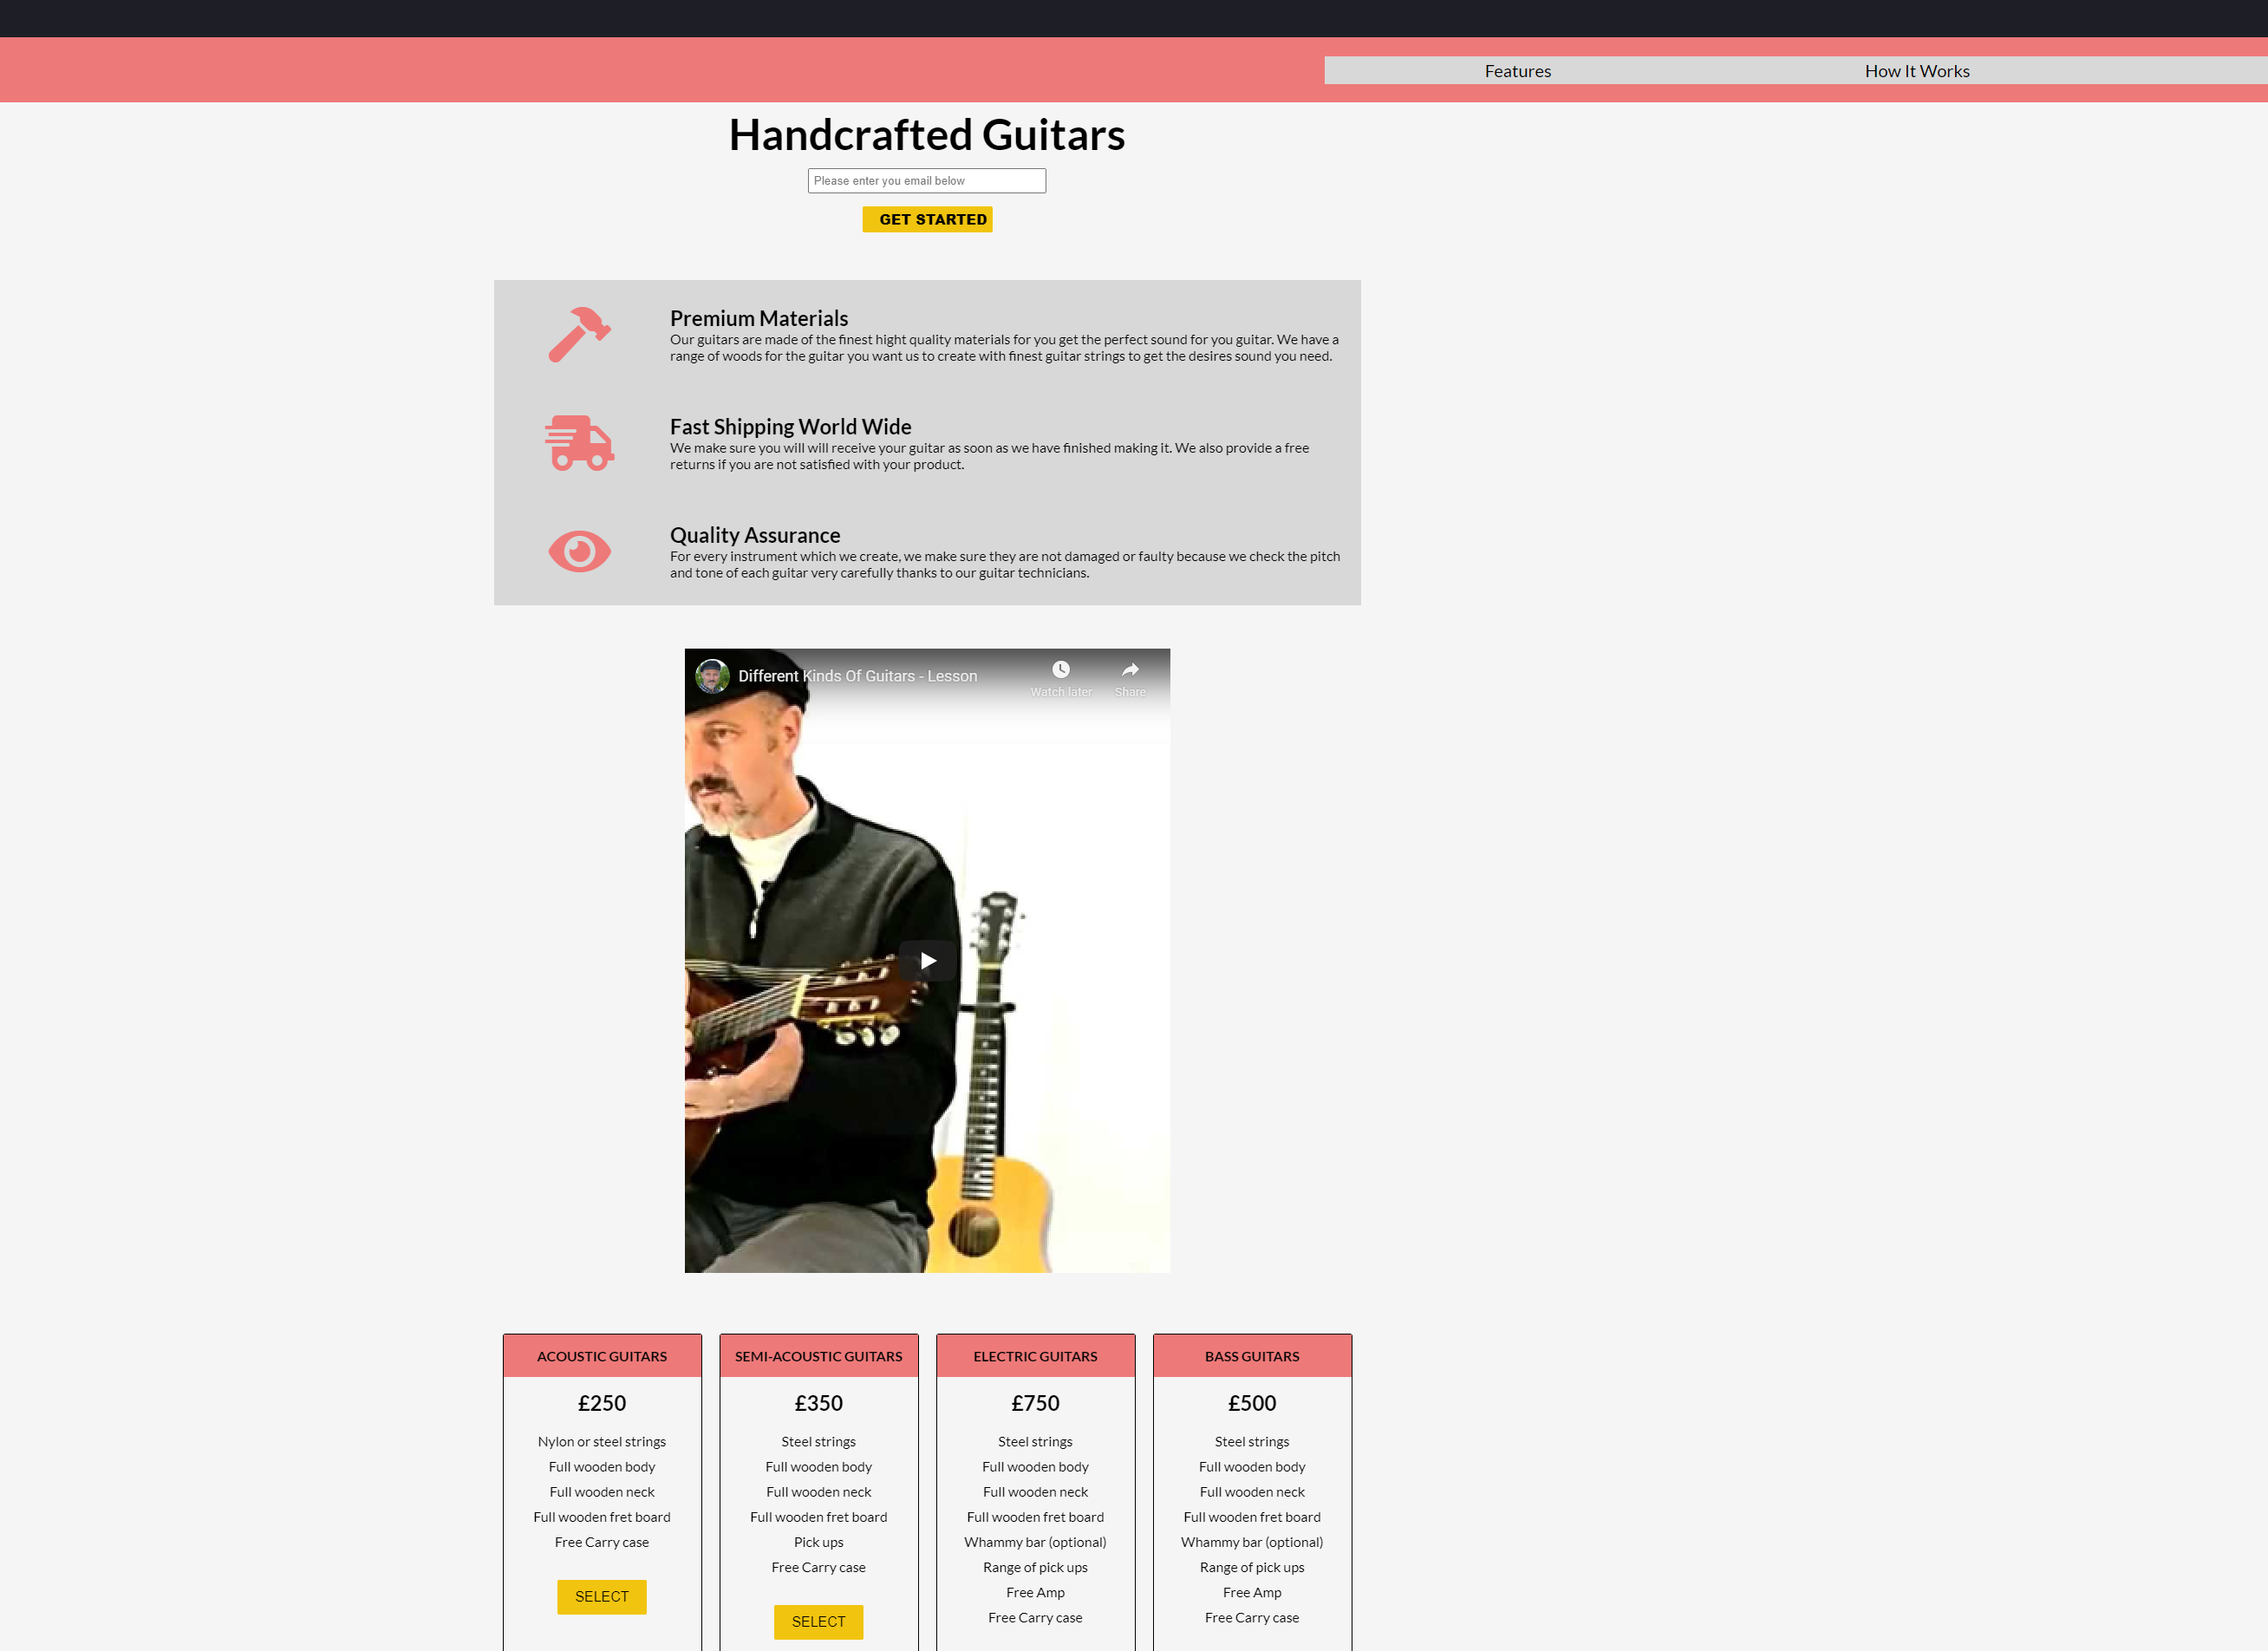 Features
How It Works
Handcrafted Guitars
Please enter you email below
GET STARTED
Premium Materials
Our guitars are made of the finest hight quality materials for you get the perfect sound for you guitar. We have a
range of woods for the guitar you want us to create with finest guitar strings to get the desires sound you need.
Fast Shipping World Wide
We make sure you will will receive your guitar as soon as we have finished making it. We also provide a free
returns if you are not satisfied with your product.
Quality Assurance
For every instrument which we create, we make sure they are not damaged or faulty because we check the pitch
and tone of each guitar very carefully thanks to our guitar technicians.
Different Kinds Of Guitars - Lesson
Watch later
Share
ACOUSTIC GUITARS
£250
Nylon or steel strings
Full wooden body
Full wooden neck
Full wooden fret board
Free Carry case
SELECT
SEMI-ACOUSTIC GUITARS
£350
Steel strings
Full wooden body
Full wooden neck
Full wooden fret board
Pick ups
Free Carry case
SELECT
ELECTRIC GUITARS
£750
Steel strings
Full wooden body
Full wooden neck
Full wooden fret board
Whammy bar (optional)
Range of pick ups
Free Amp
Free Carry case
BASS GUITARS
£500
Steel strings
Full wooden body
Full wooden neck
Full wooden fret board
Whammy bar (optional)
Range of pick ups
Free Amp
Free Carry case